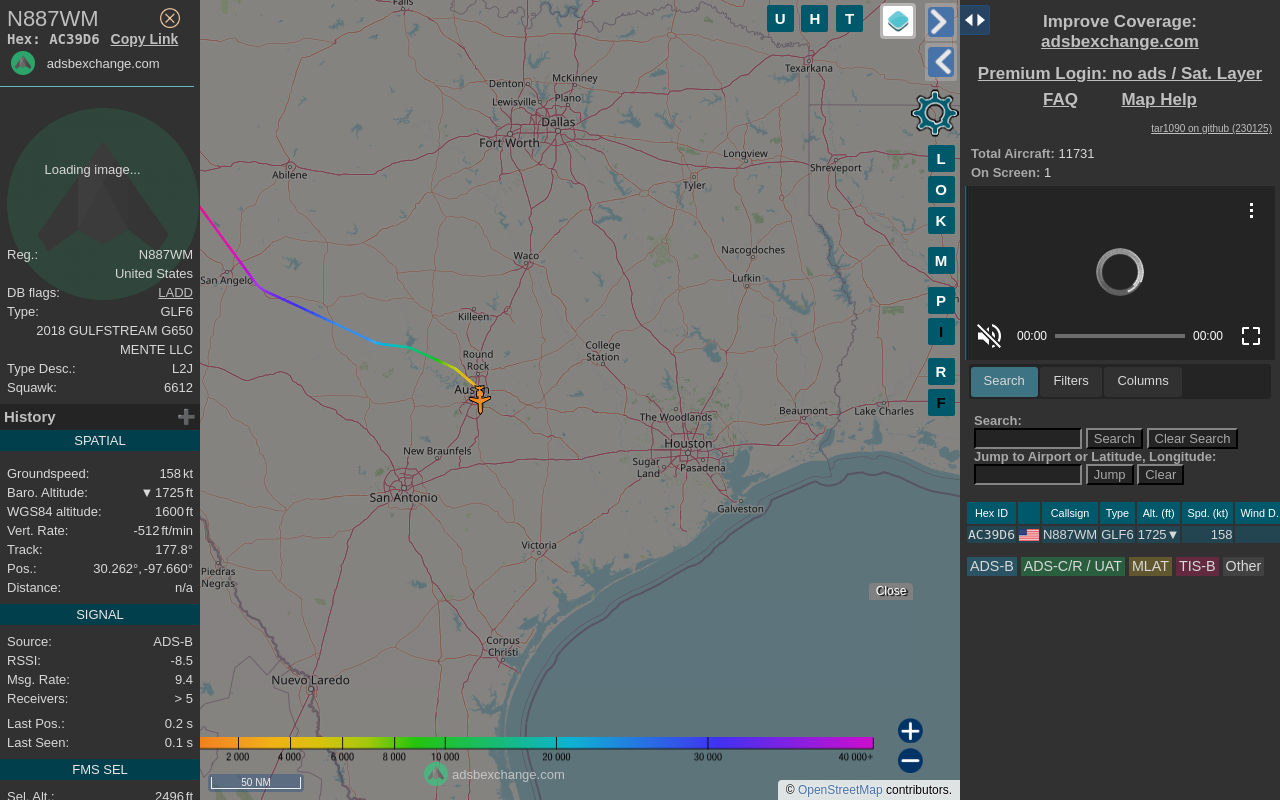 N887WM
Hex: AC39D6 Copy Link
adsbexchange.com
Loading image...
Reg.: N887WM
United States
DB flags: LADD
Type: GLF6
2018 GULFSTREAM G650
MENTE LLC
Type Desc.: L2J
Squawk: 6612
History
SPATIAL
Groundspeed: 158 kt
Baro. Altitude: ▼ 1725 ft
WGS84 altitude: 1600 ft
Vert. Rate: -512 ft/min
Track: 177.8°
Pos.: 30.262°, -97.660°
Distance: n/a
SIGNAL
Source: ADS-B
RSSI: -8.5
Msg. Rate: 9.4
Receivers: > 5
Last Pos.: 0.2 s
Last Seen: 0.1 s
FMS SEL
Sel. Alt.: 2496 ft
Falls
Texarkana
Denton
McKinney
Lewisville
Plano
Dallas
Fort Worth
Abilene
Longview
Shreveport
Tyler
Nacogdoches
Waco
San Angelo
Lufkin
Killeen
College
Station
Round
Rock
Austin
The Woodlands
Beaumont
Lake Charles
Houston
New Braunfels
Sugar
Land
Pasadena
San Antonio
Galveston
Victoria
Piedras
Negras
Corpus
Christi
Nuevo Laredo
U H T
L
O
K
M
P
I
R
F
Close
2 000 4 000 6 000 8 000 10 000 20 000 30 000 40 000+
adsbexchange.com
50 NM
© OpenStreetMap contributors.
Improve Coverage:
adsbexchange.com
Premium Login: no ads / Sat. Layer
FAQ Map Help
tar1090 on github (230125)
Total Aircraft: 11731
On Screen: 1
00:00 00:00
Search Filters Columns
Search:
Search Clear Search
Jump to Airport or Latitude, Longitude:
Jump Clear
Hex ID Callsign Type Alt. (ft) Spd. (kt) Wind D.
AC39D6 N887WM GLF6 1725▼ 158
ADS-B ADS-C/R / UAT MLAT TIS-B Other